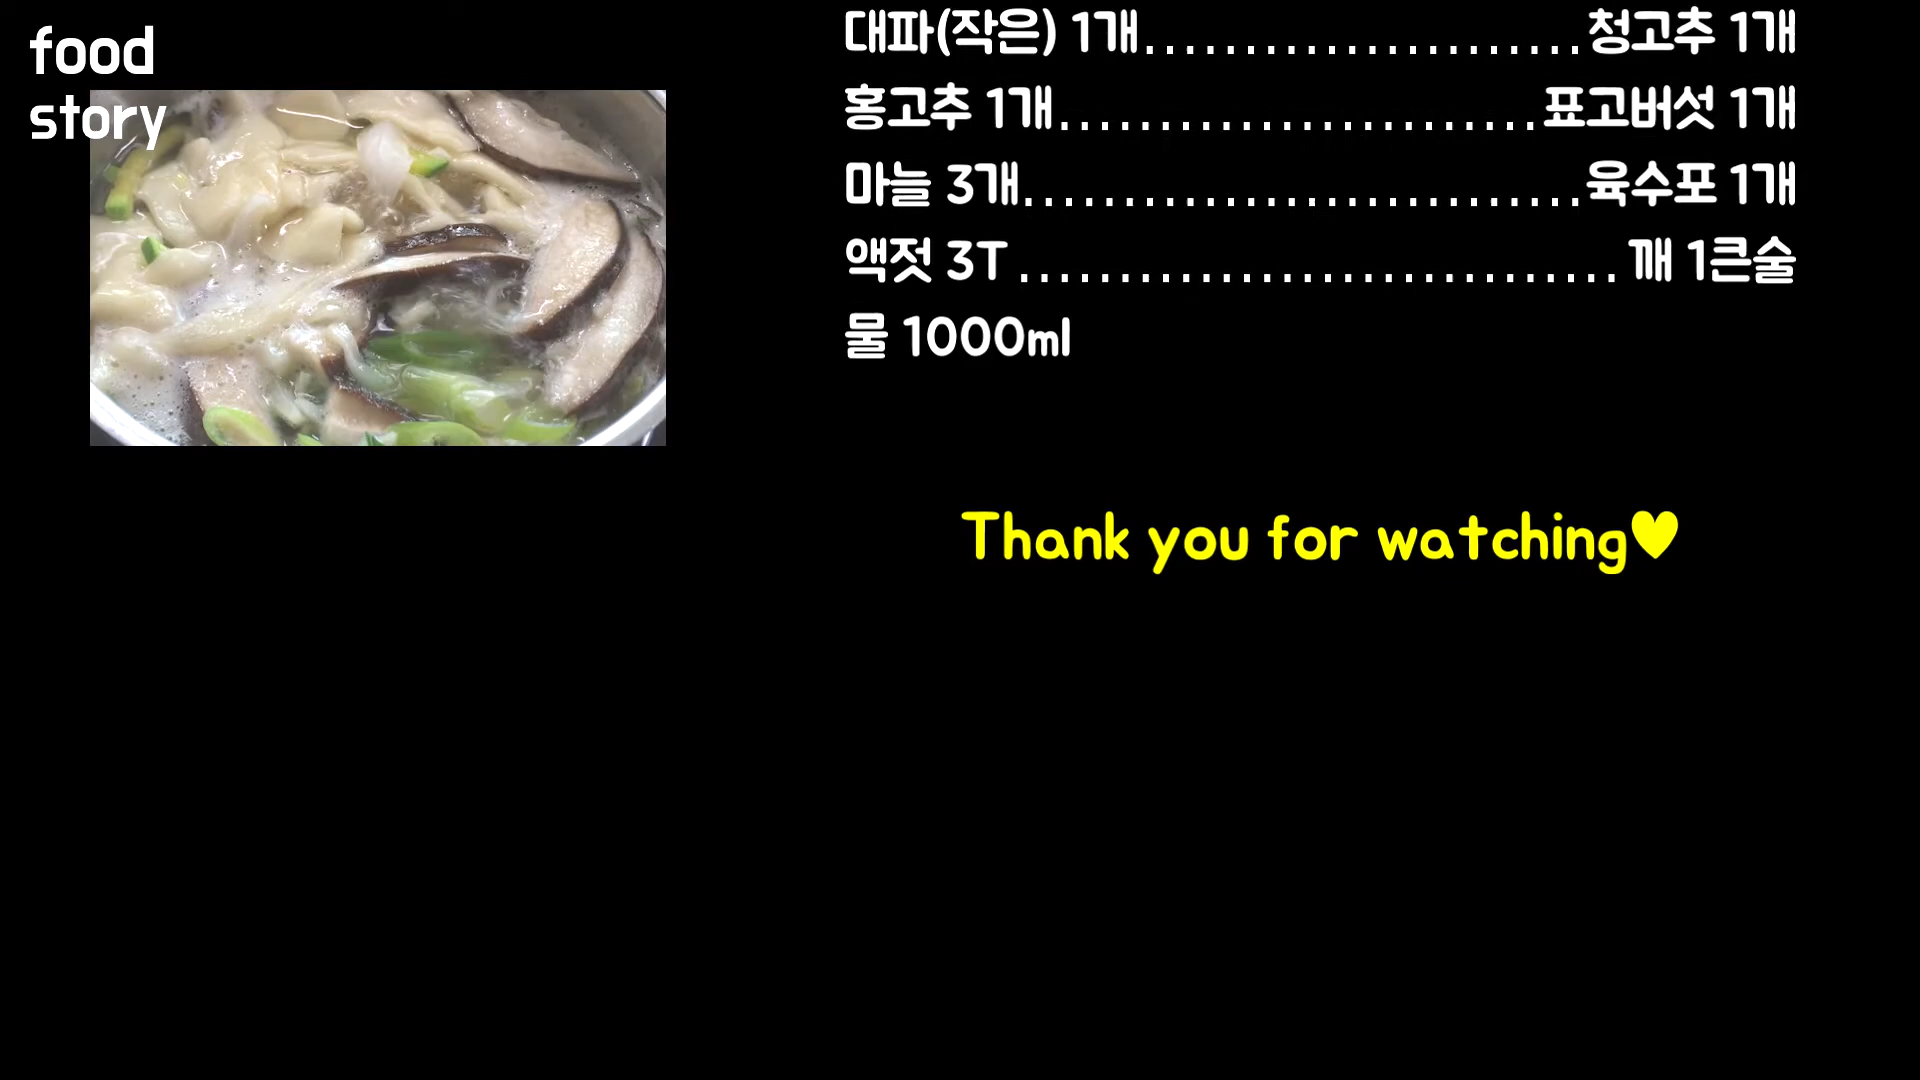 food
story
대파(작은) 1개..........................청고추 1개
홍고추 1개.............................표고버섯 1개
마늘 3개..................................육수포 1개
액젓 3T .....................................깨 1큰술
물 1000ml
Thank you for watching♥